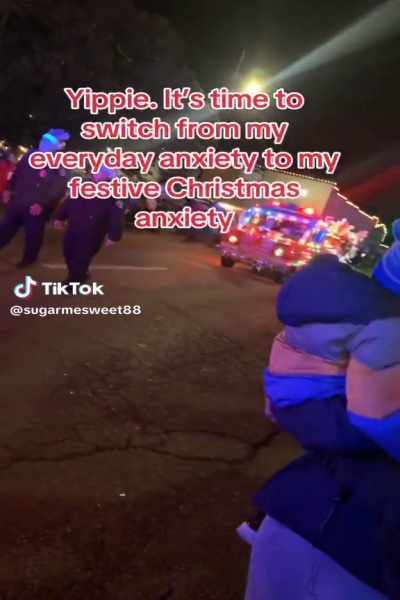 Yippie. It's time to
switch from my
everyday anxiety to my
festive Christmas
anxiety
TikTok
@sugarmesweet88